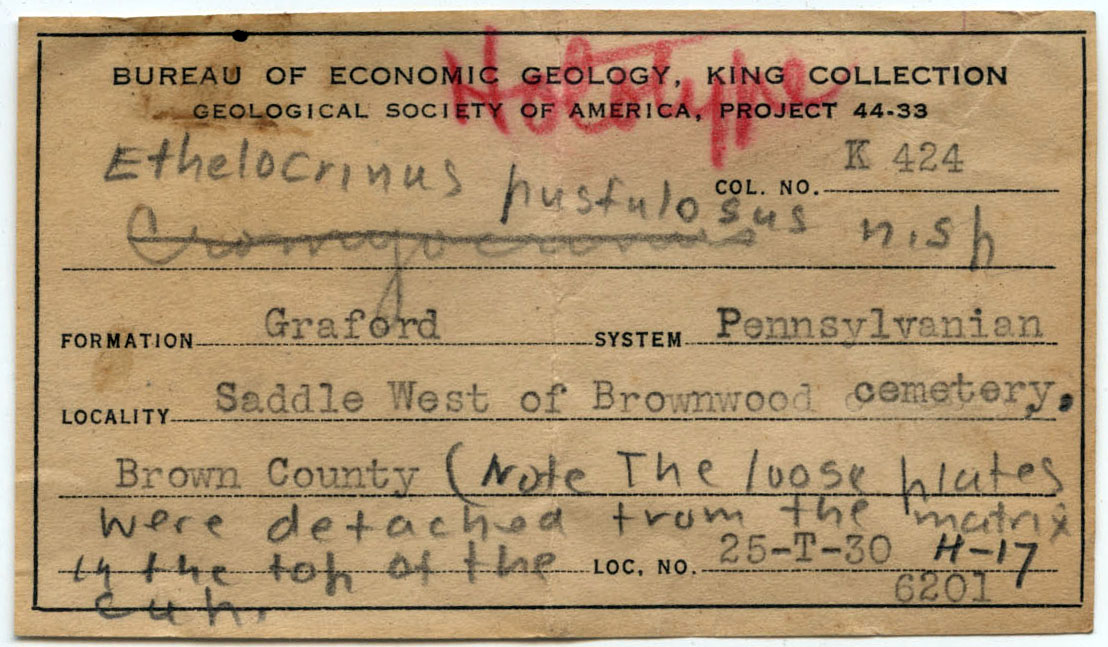 Holotype
BUREAU OF ECONOMIC GEOLOGY, KING COLLECTION
GEOLOGICAL SOCIETY OF AMERICA, PROJECT 44-33
Ethelocrinus pustulosus n.sp
COL. NO. K 424
FORMATION Graford SYSTEM Pennsylvanian
LOCALITY Saddle West of Brownwood cemetery,
Brown County (Note The loose plates
were detached from the matrix
in the top of the LOC. NO. 25-T-30 H-17
cup. 6201